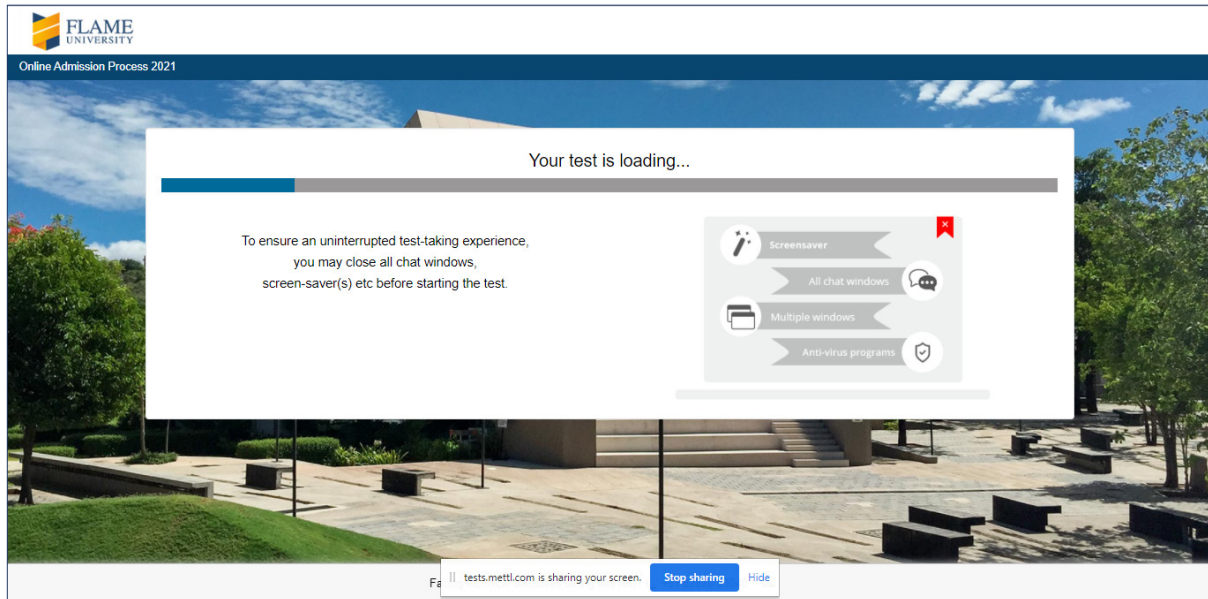 FLAME
UNIVERSITY
Online Admission Process 2021
Your test is loading...
To ensure an uninterrupted test-taking experience,
you may close all chat windows,
screen-saver(s) etc before starting the test.
Screensaver
All chat windows
Multiple windows
Anti-virus programs
tests.mettl.com is sharing your screen.
Stop sharing
Hide